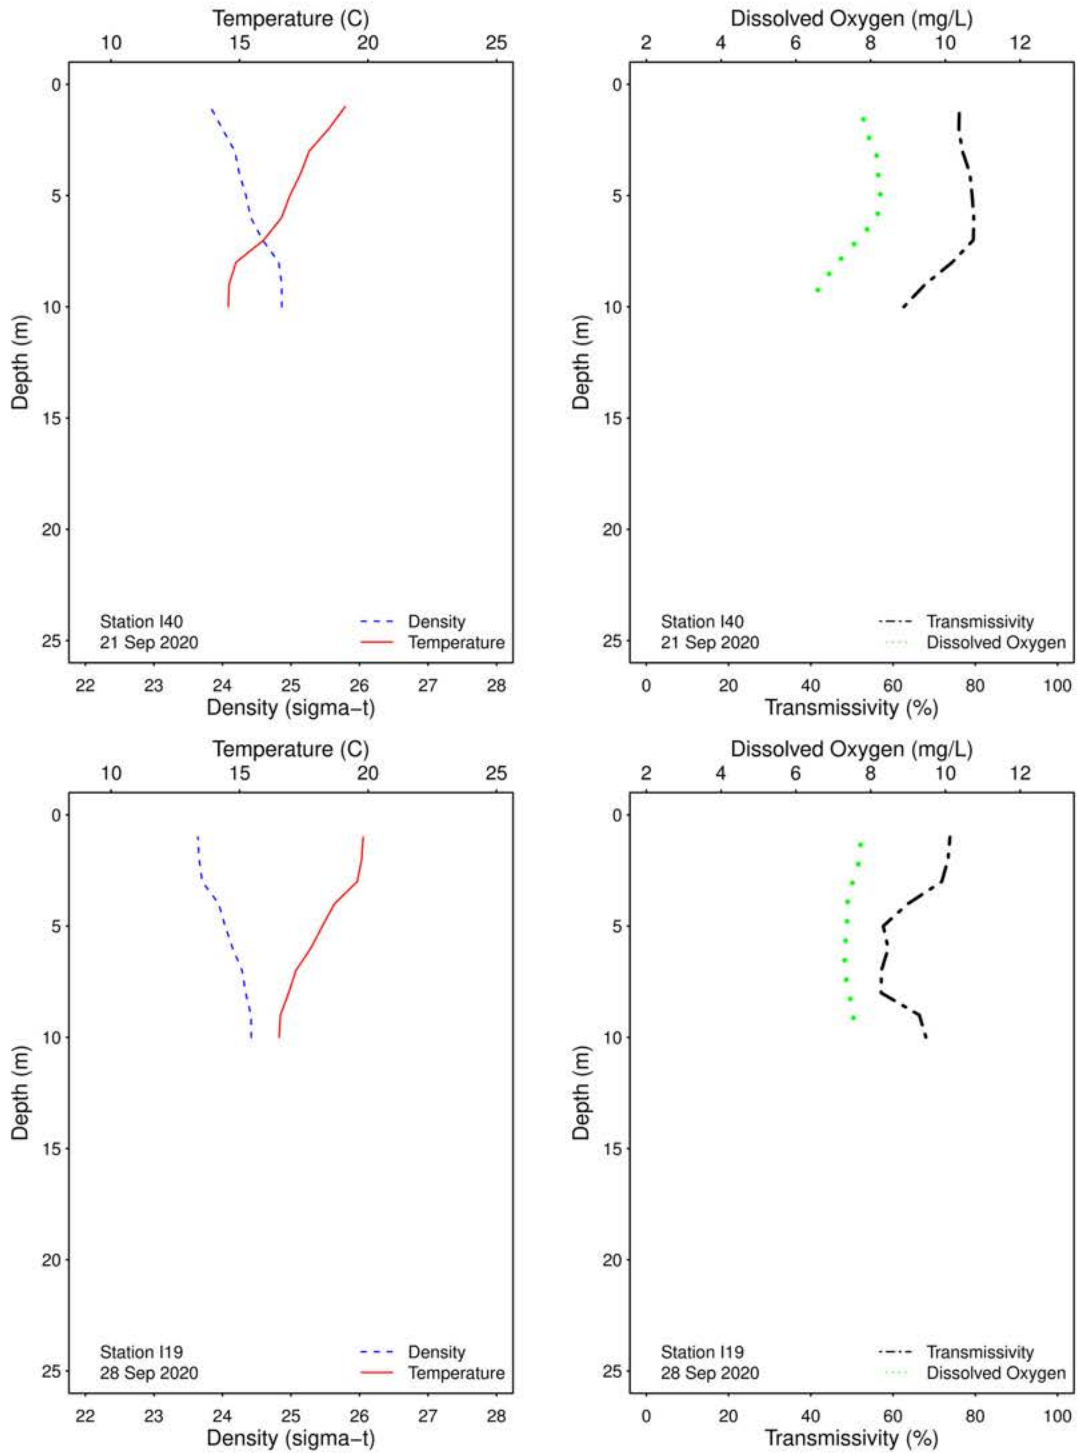 Temperature (C)
10 15 20 25
0
5
10
15
20
25
Depth (m)
Station I40
21 Sep 2020
Density
Temperature
22 23 24 25 26 27 28
Density (sigma−t)
Dissolved Oxygen (mg/L)
2 4 6 8 10 12
0
5
10
15
20
25
Depth (m)
Station I40
21 Sep 2020
Transmissivity
Dissolved Oxygen
0 20 40 60 80 100
Transmissivity (%)
Temperature (C)
10 15 20 25
0
5
10
15
20
25
Depth (m)
Station I19
28 Sep 2020
Density
Temperature
22 23 24 25 26 27 28
Density (sigma−t)
Dissolved Oxygen (mg/L)
2 4 6 8 10 12
0
5
10
15
20
25
Depth (m)
Station I19
28 Sep 2020
Transmissivity
Dissolved Oxygen
0 20 40 60 80 100
Transmissivity (%)